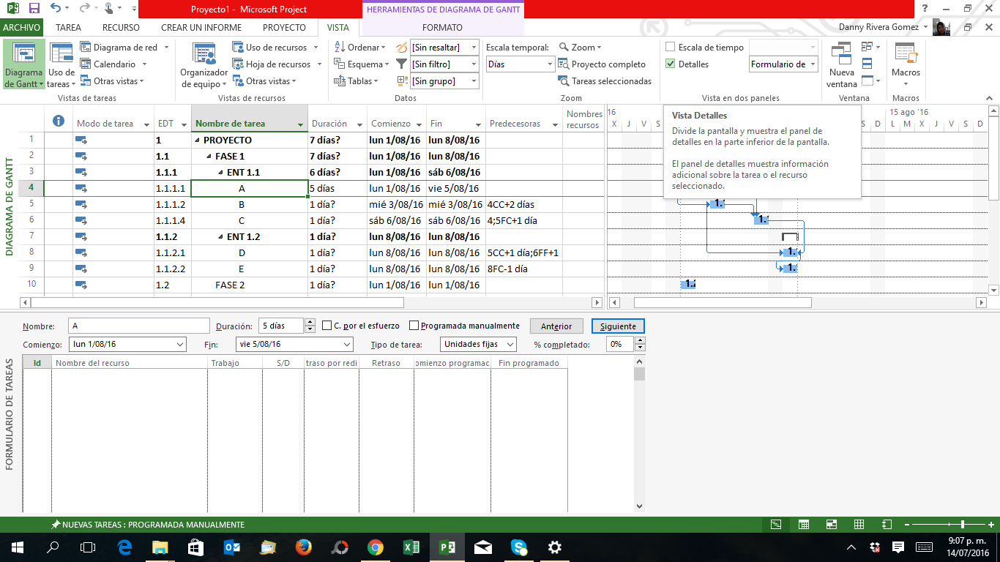 Proyecto1 - Microsoft Project
HERRAMIENTAS DE DIAGRAMA DE GANTT
ARCHIVO TAREA RECURSO CREAR UN INFORME PROYECTO VISTA FORMATO Danny Rivera Gomez
Diagrama de Gantt
Uso de tareas
Diagrama de red
Calendario
Otras vistas
Vistas de tareas
Organizador de equipo
Uso de recursos
Hoja de recursos
Otras vistas
Vistas de recursos
Ordenar
Esquema
Tablas
[Sin resaltar]
[Sin filtro]
[Sin grupo]
Datos
Escala temporal:
Días
Zoom
Proyecto completo
Tareas seleccionadas
Zoom
Escala de tiempo
Detalles Formulario de
Vista en dos paneles
Nueva ventana
Ventana
Macros
Macros
Vista Detalles
Divide la pantalla y muestra el panel de
detalles en la parte inferior de la pantalla.
El panel de detalles muestra información
adicional sobre la tarea o el recurso
seleccionado.
DIAGRAMA DE GANTT
Modo de tarea EDT Nombre de tarea Duración Comienzo Fin Predecesoras Nombres recursos
1 1 PROYECTO 7 días? lun 1/08/16 lun 8/08/16
2 1.1 FASE 1 7 días? lun 1/08/16 lun 8/08/16
3 1.1.1 ENT 1.1 6 días? lun 1/08/16 sáb 6/08/16
4 1.1.1.1 A 5 días lun 1/08/16 vie 5/08/16
5 1.1.1.2 B 1 día? mié 3/08/16 mié 3/08/16 4CC+2 días
6 1.1.1.4 C 1 día? sáb 6/08/16 sáb 6/08/16 4;5FC+1 día
7 1.1.2 ENT 1.2 1 día? lun 8/08/16 lun 8/08/16
8 1.1.2.1 D 1 día? lun 8/08/16 lun 8/08/16 5CC+1 día;6FF+1
9 1.1.2.2 E 1 día? lun 8/08/16 lun 8/08/16 8FC-1 día
10 1.2 FASE 2 1 día? lun 1/08/16 lun 1/08/16
16 15 ago '16
X J V S L M X J V S D
1.
1.
1.
1.
1.
FORMULARIO DE TAREAS
Nombre: A Duración: 5 días C. por el esfuerzo Programada manualmente Anterior Siguiente
Comienzo: lun 1/08/16 Fin: vie 5/08/16 Tipo de tarea: Unidades fijas % completado: 0%
Id Nombre del recurso Trabajo S/D traso por redi Retraso omienzo programac Fin programado
NUEVAS TAREAS : PROGRAMADA MANUALMENTE
9:07 p. m.
14/07/2016